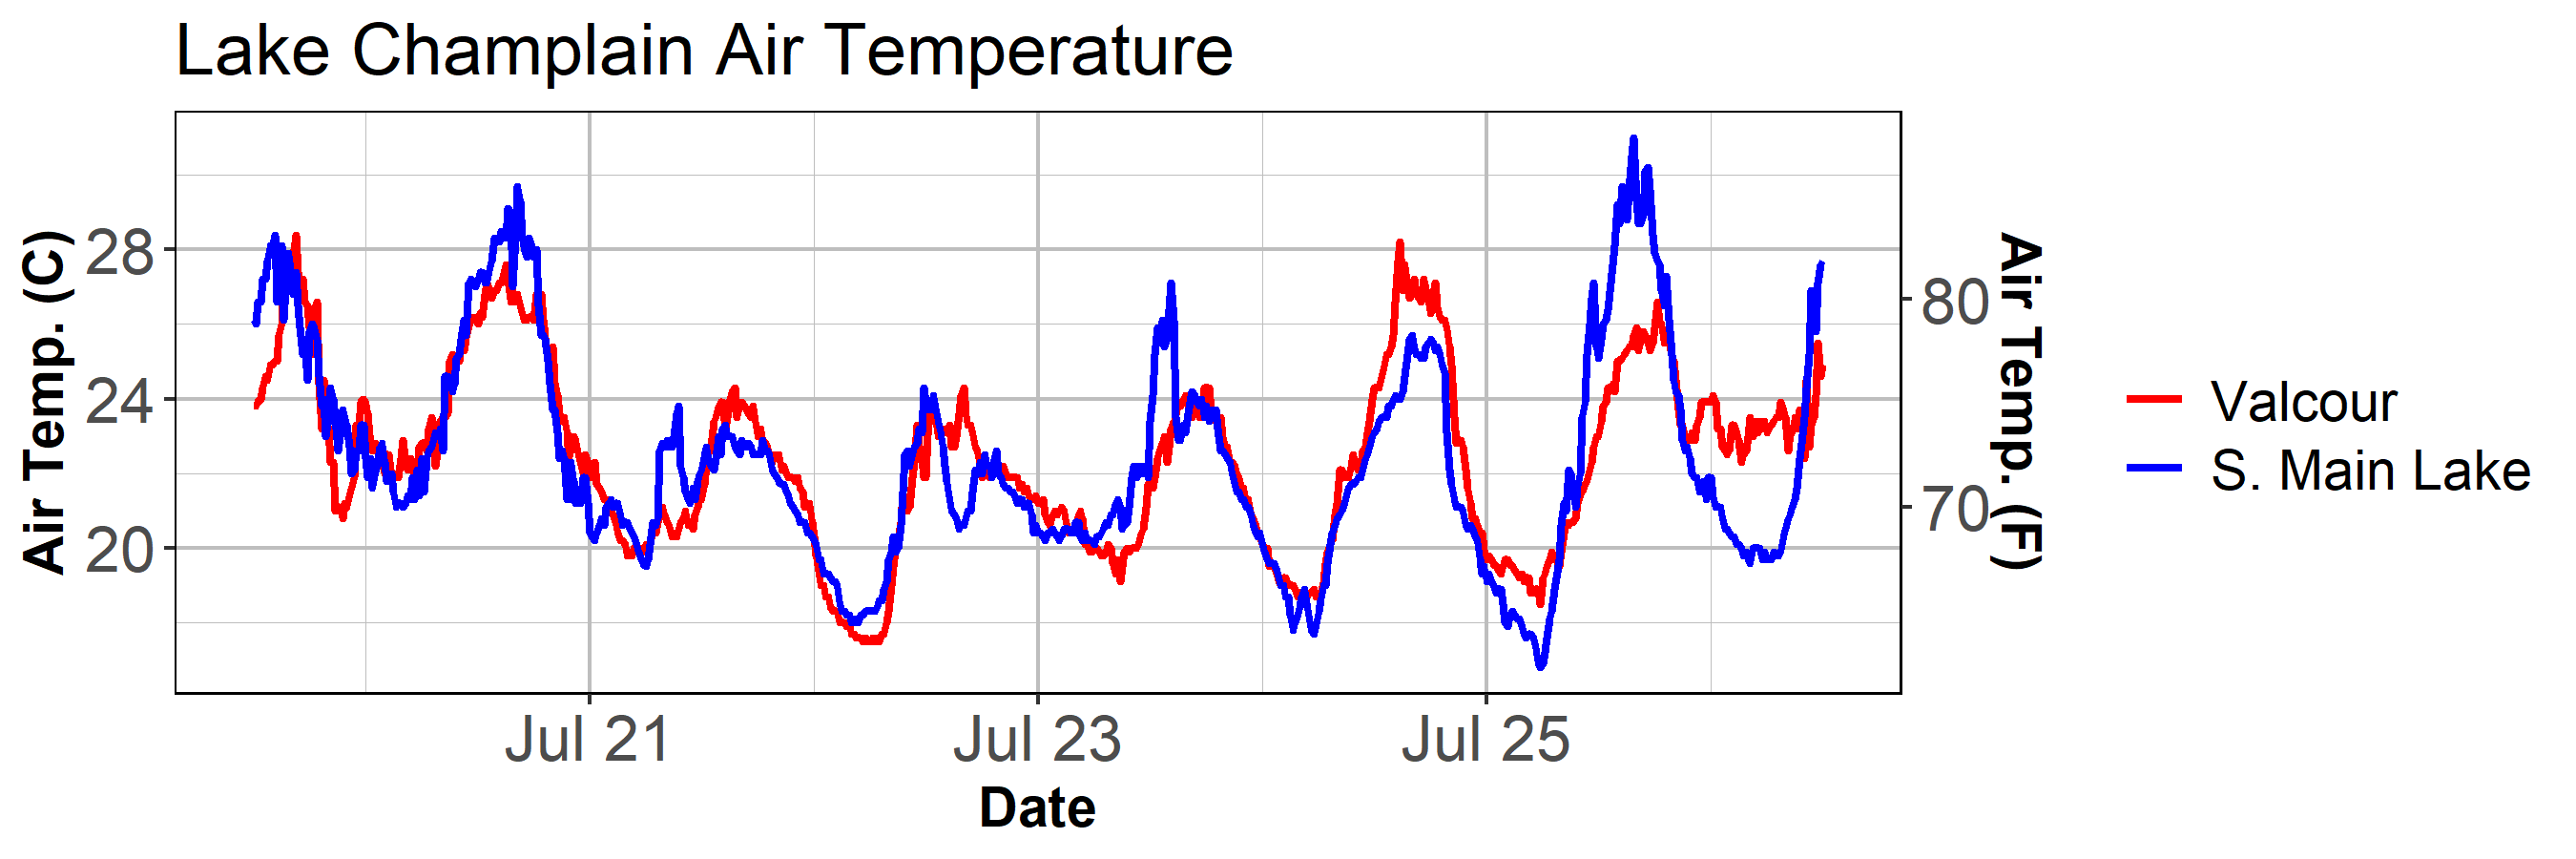 Lake Champlain Air Temperature
Air Temp. (C)
28
24
20
80
70
Air Temp. (F)
Jul 21
Jul 23
Jul 25
Date
Valcour
S. Main Lake